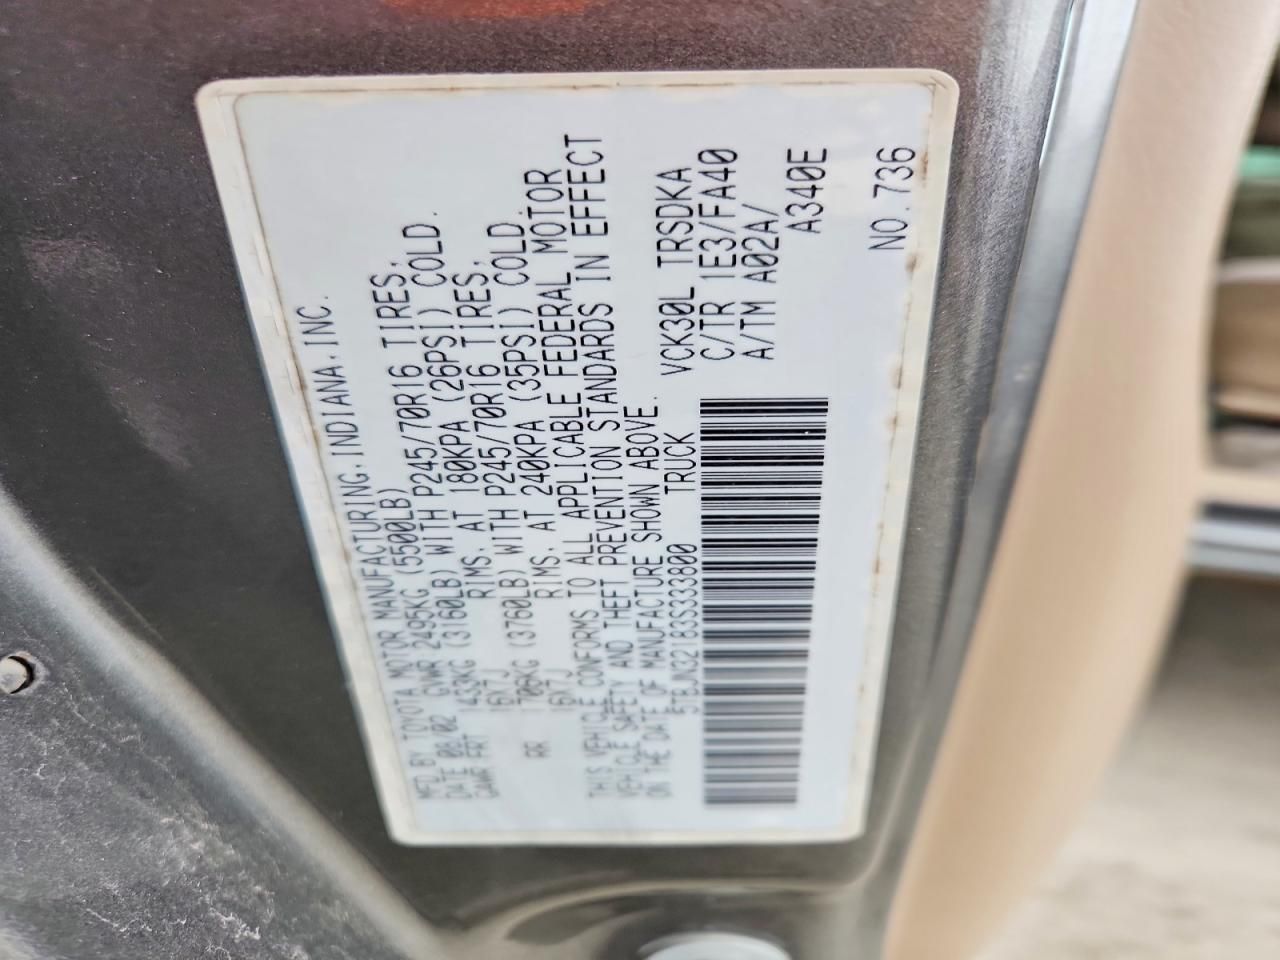 MFD. BY TOYOTA MOTOR MANUFACTURING, INDIANA, INC.
DATE 08/02 GVWR 2495KG (5500LB)
GAWR FRT 1433KG (3160LB) WITH P245/70R16 TIRES,
16X7J RIMS, AT 180KPA (26PSI) COLD.
RR 1706KG (3760LB) WITH P245/70R16 TIRES,
16X7J RIMS, AT 240KPA (35PSI) COLD.
THIS VEHICLE CONFORMS TO ALL APPLICABLE FEDERAL MOTOR
VEHICLE SAFETY AND THEFT PREVENTION STANDARDS IN EFFECT
ON THE DATE OF MANUFACTURE SHOWN ABOVE.
5TBJN32183S333800 TRUCK
VCK30L TRSDKA
C/TR 1E3/FA40
A/TM A02A/
A340E
NO.736